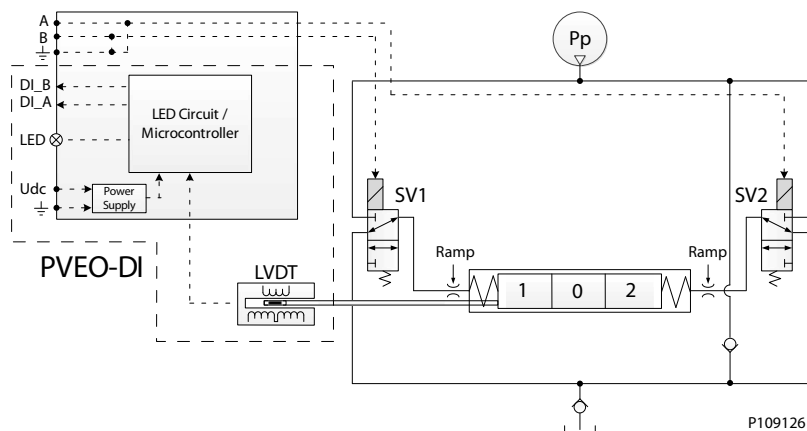 A
B
Pp
DI_B
DI_A
LED Circuit /
Microcontroller
LED
Udc
Power
Supply
SV1
SV2
PVEO-DI
LVDT
Ramp
Ramp
1
0
2
P109126